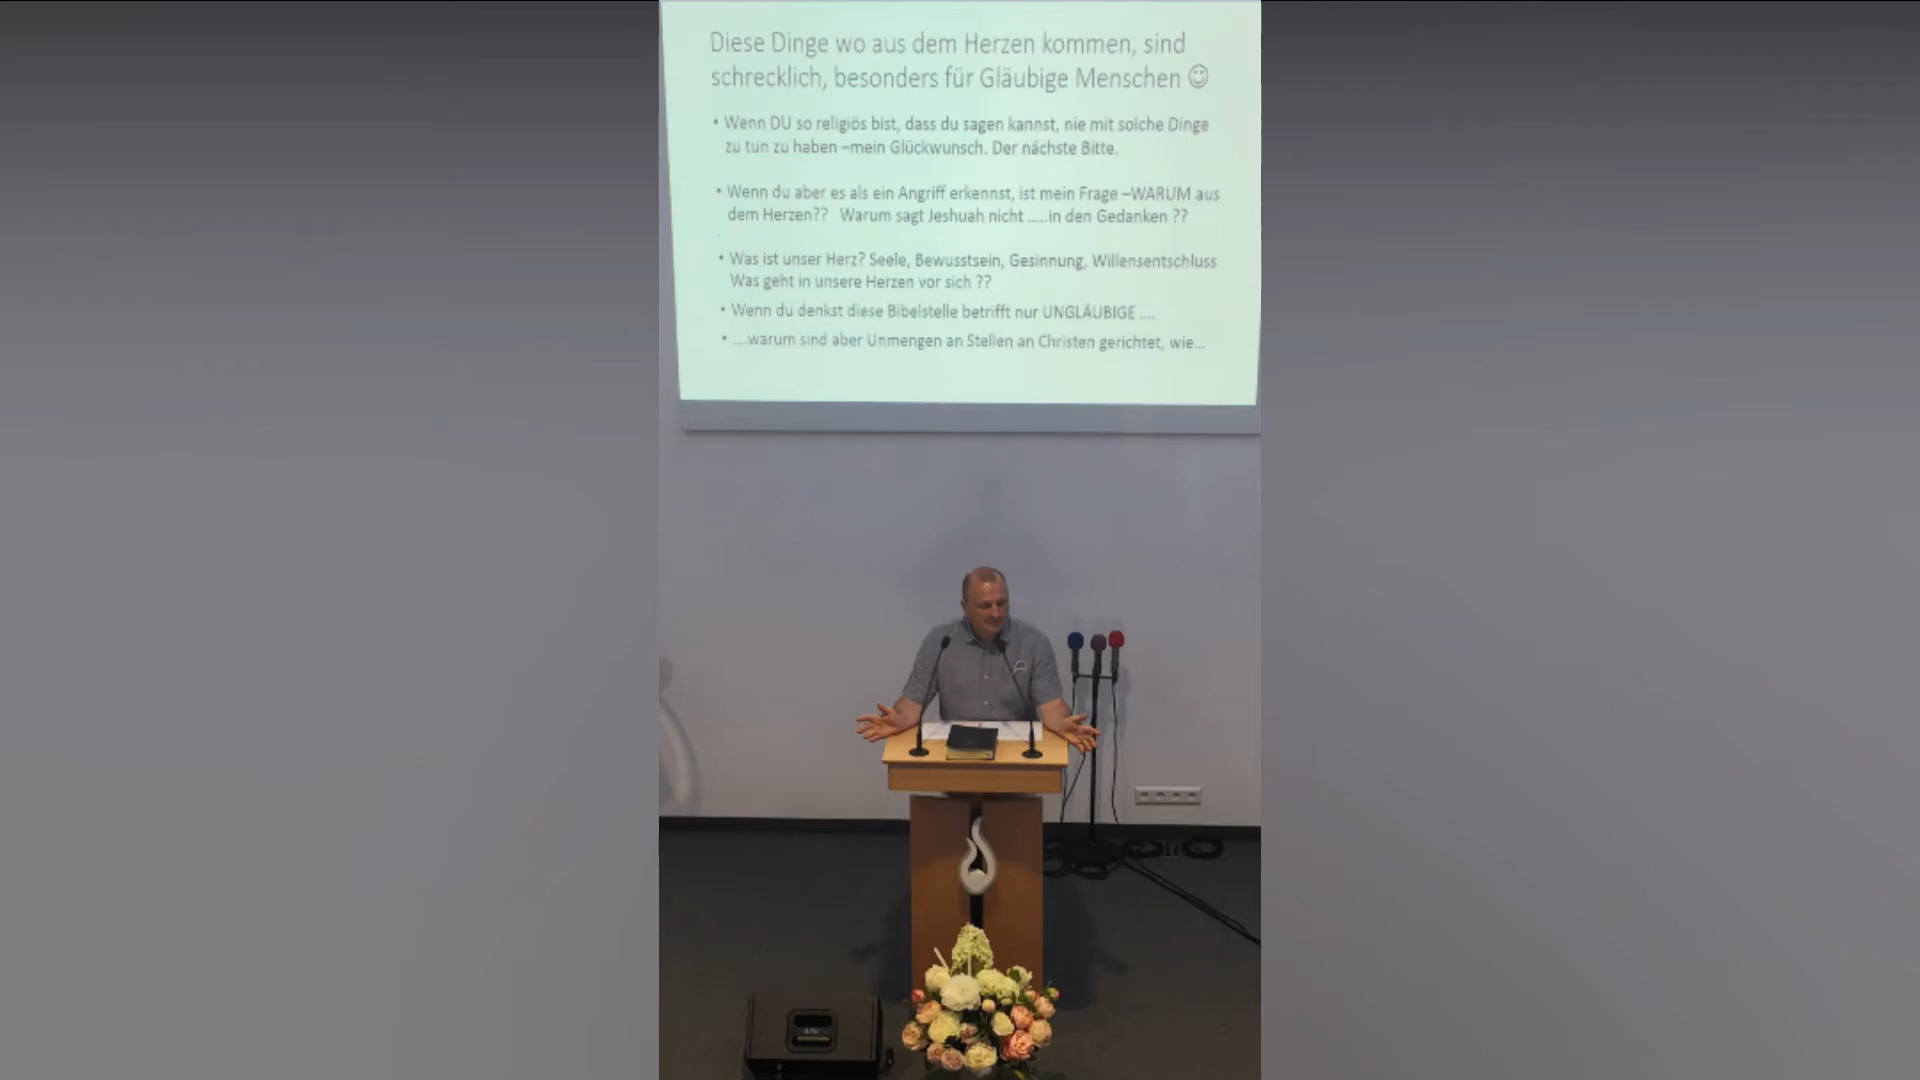 Diese Dinge wo aus dem Herzen kommen, sind
schrecklich, besonders für Gläubige Menschen ☺
• Wenn DU so religiös bist, dass du sagen kannst, nie mit solche Dinge
zu tun zu haben –mein Glückwunsch. Der nächste Bitte.
• Wenn du aber es als ein Angriff erkennst, ist mein Frage –WARUM aus
dem Herzen?? Warum sagt Jeshuah nicht .....in den Gedanken ??
• Was ist unser Herz? Seele, Bewusstsein, Gesinnung, Willensentschluss
Was geht in unsere Herzen vor sich ??
• Wenn du denkst diese Bibelstelle betrifft nur UNGLÄUBIGE ....
• ....warum sind aber Unmengen an Stellen an Christen gerichtet, wie...